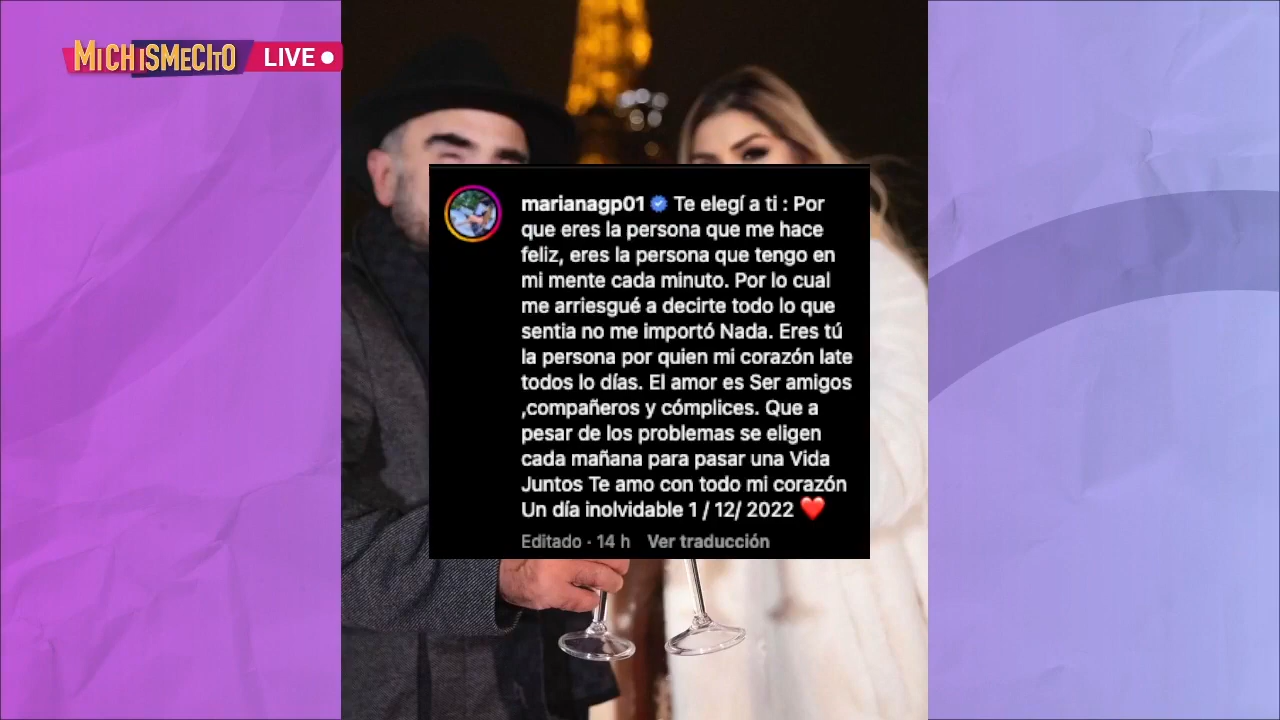 MICHISMECITO LIVE
marianagp01 Te elegí a ti : Por
que eres la persona que me hace
feliz, eres la persona que tengo en
mi mente cada minuto. Por lo cual
me arriesgué a decirte todo lo que
sentia no me importó Nada. Eres tú
la persona por quien mi corazón late
todos lo días. El amor es Ser amigos
,compañeros y cómplices. Que a
pesar de los problemas se eligen
cada mañana para pasar una Vida
Juntos Te amo con todo mi corazón
Un día inolvidable 1 / 12/ 2022 ❤️
Editado · 14 h Ver traducción